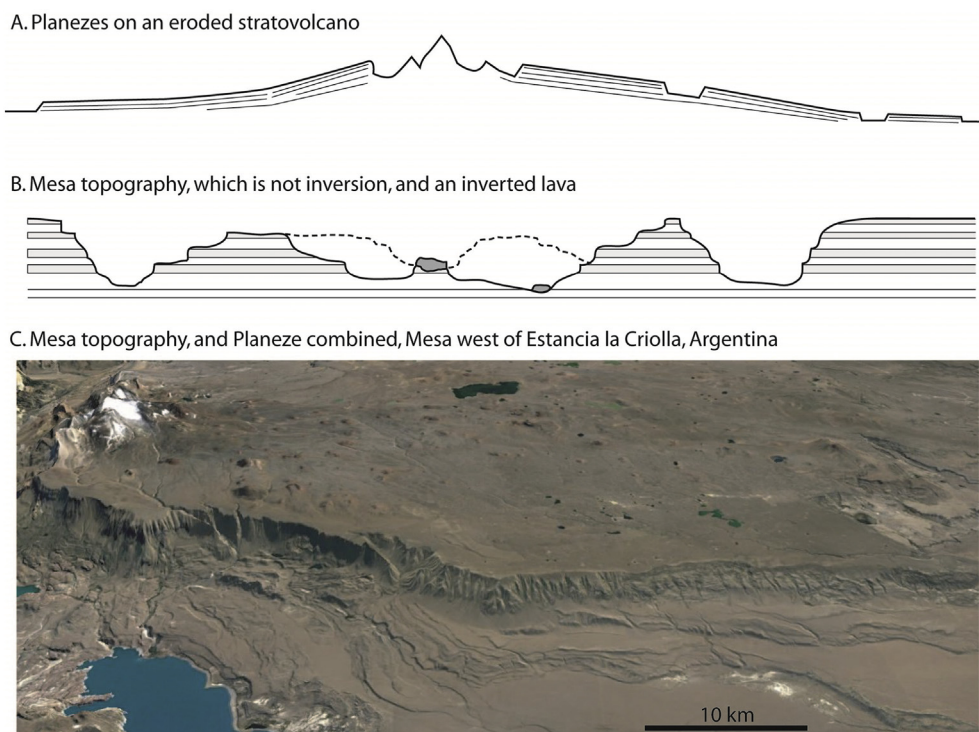 A. Planezes on an eroded stratovolcano
B. Mesa topography, which is not inversion, and an inverted lava
C. Mesa topography, and Planeze combined, Mesa west of Estancia la Criolla, Argentina
10 km